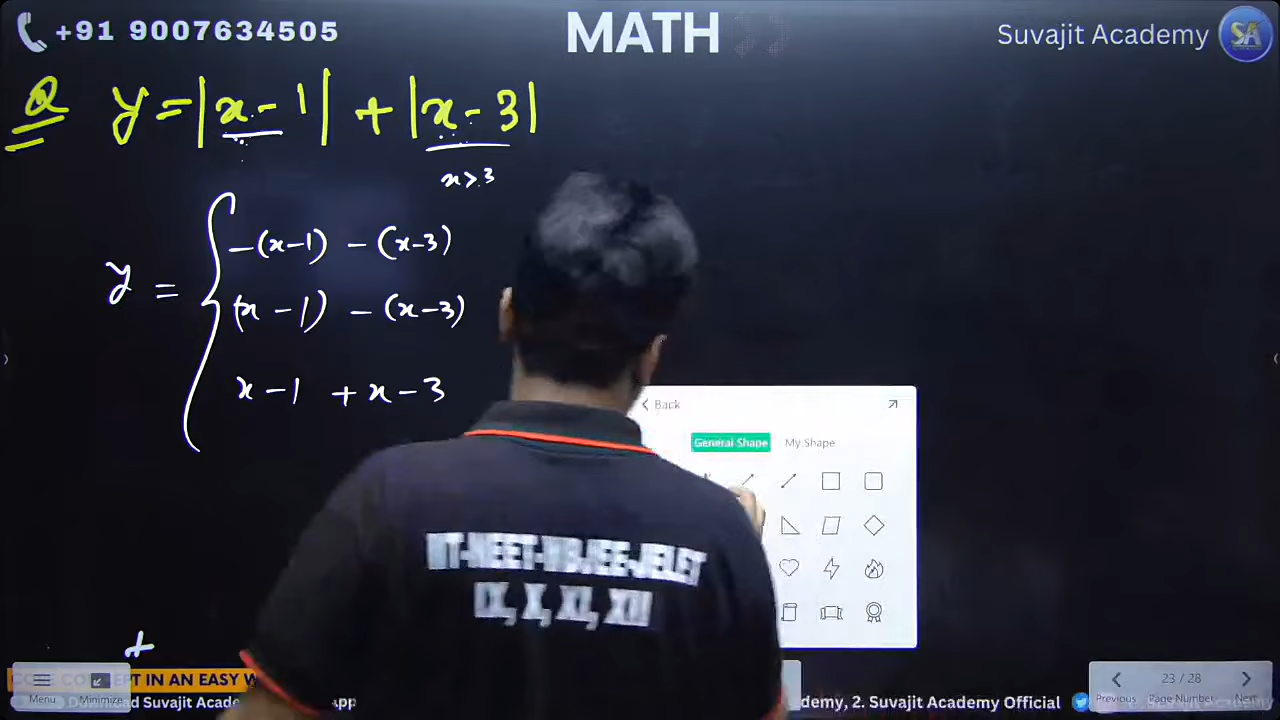 +91 9007634505
MATH
Suvajit Academy
SA
Q y = |x - 1| + |x - 3|
x > 3
y = { -(x-1) - (x-3)
(x - 1) - (x-3)
x-1 + x-3
Back
General Shape My Shape
IIT-NEET-WBJEE-JELET
IX, X, XI, XII
+
IN AN EASY W
Menu Minimize
Suvajit Acade
App
demy, 2. Suvajit Academy Official
Previous 23 / 28 Page Number Next